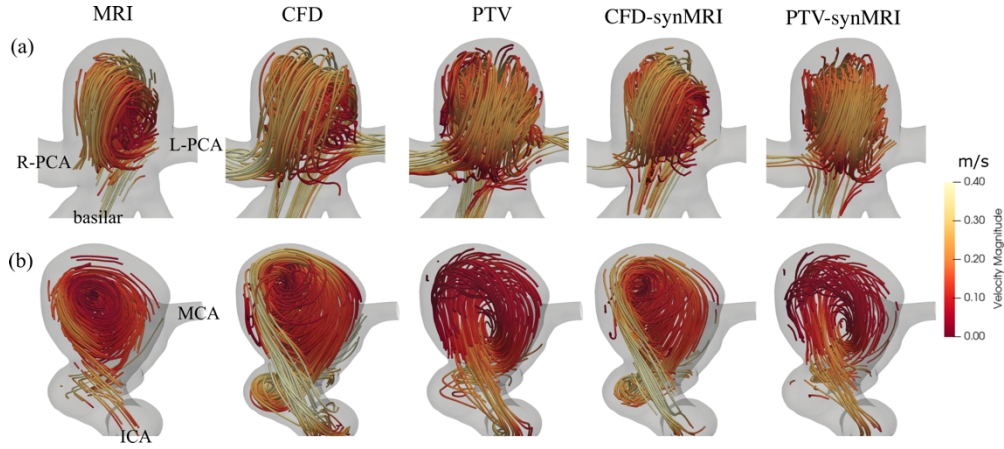 MRI CFD PTV CFD-synMRI PTV-synMRI
(a)
R-PCA
L-PCA
basilar
m/s
0.40
0.30
0.20
0.10
0.00
Velocity Magnitude
(b)
MCA
ICA